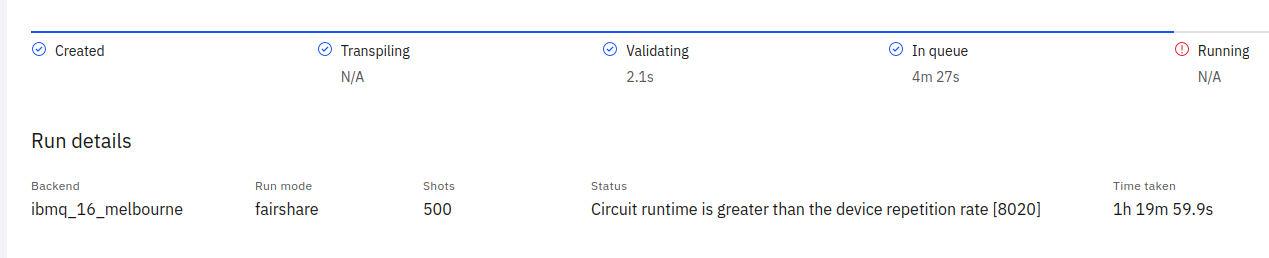 Created Transpiling Validating In queue Running
N/A 2.1s 4m 27s N/A
Run details
Backend Run mode Shots Status Time taken
ibmq_16_melbourne fairshare 500 Circuit runtime is greater than the device repetition rate [8020] 1h 19m 59.9s